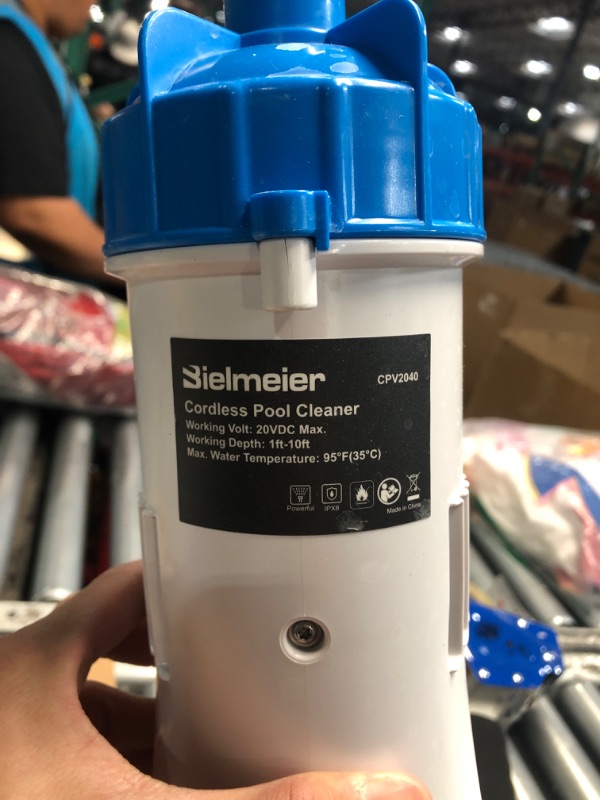 Bielmeier
CPV2040
Cordless Pool Cleaner
Working Volt: 20VDC Max.
Working Depth: 1ft-10ft
Max. Water Temperature: 95°F(35°C)
Powerful IPX8 Made in China